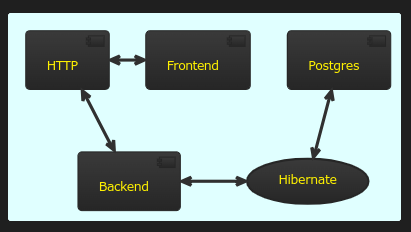 HTTP
Frontend
Postgres
Backend
Hibernate